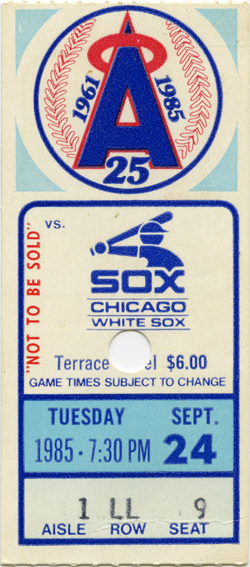 1961 A 1985
25
"NOT TO BE SOLD"
VS.
SOX
CHICAGO
WHITE SOX
Terrace el $6.00
GAME TIMES SUBJECT TO CHANGE
TUESDAY SEPT.
1985 • 7:30 PM 24
1 LL 9
AISLE ROW SEAT